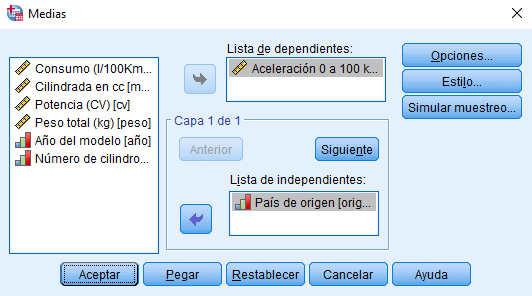 Medias
Consumo (l/100Km...
Cilindrada en cc [m...
Potencia (CV) [cv]
Peso total (kg) [peso]
Año del modelo [año]
Número de cilindro...
Lista de dependientes:
Aceleración 0 a 100 k...
Capa 1 de 1
Anterior
Siguiente
Lista de independientes:
País de origen [orig...
Opciones...
Estilo...
Simular muestreo...
Aceptar
Pegar
Restablecer
Cancelar
Ayuda